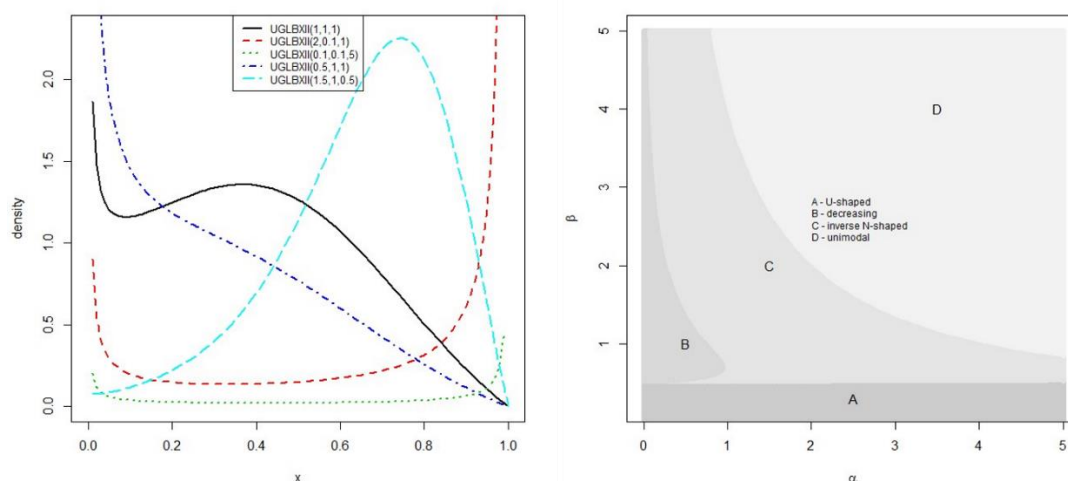 UGLBXII(1,1,1)
UGLBXII(2,0.1,1)
UGLBXII(0.1,0.1,5)
UGLBXII(0.5,1,1)
UGLBXII(1.5,1,0.5)
density
2.0
1.5
1.0
0.5
0.0
0.0 0.2 0.4 0.6 0.8 1.0
x
β
5
4
3
2
1
D
A - U-shaped
B - decreasing
C - inverse N-shaped
D - unimodal
C
B
A
0 1 2 3 4 5
α